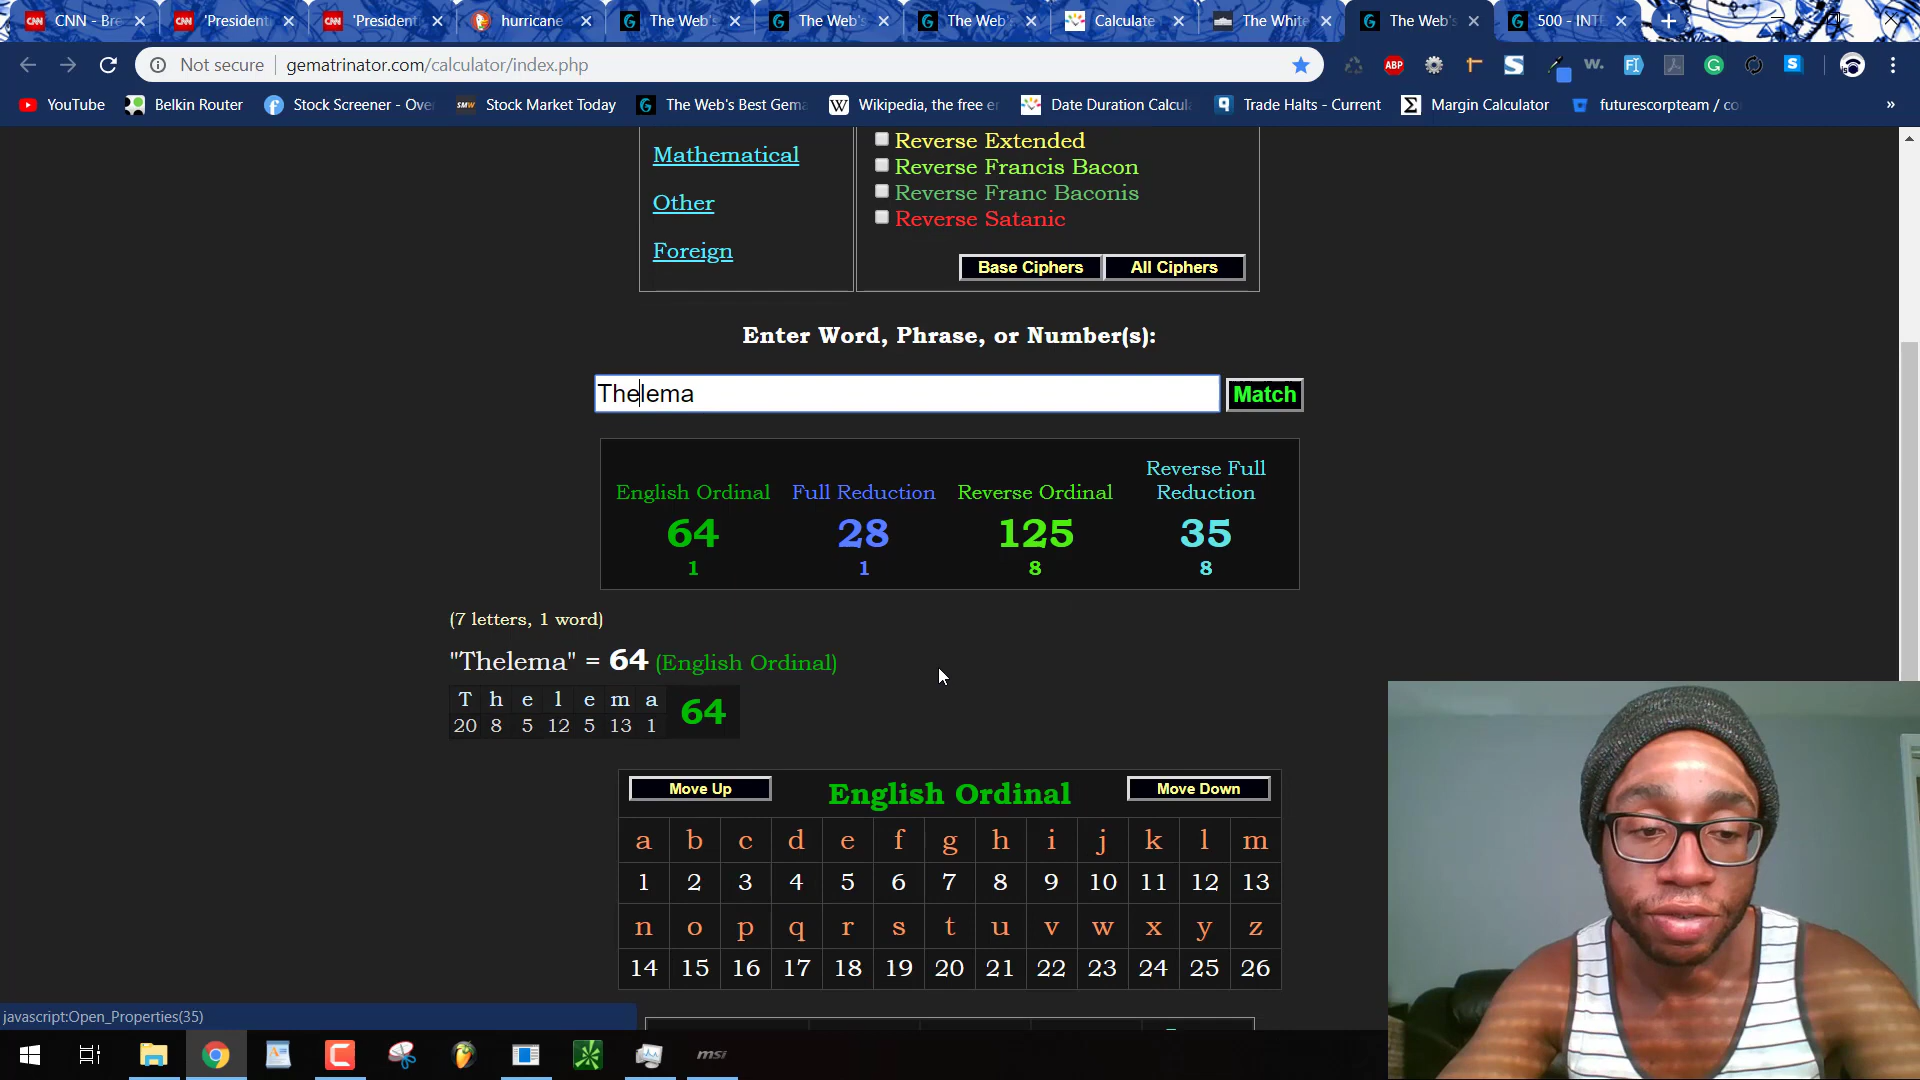 CNN - Bre
'President
'President
hurricane
The Web's
The Web's
The Web's
Calculate
The White
The Web's
500 - INTE
Not secure | gematrinator.com/calculator/index.php
YouTube
Belkin Router
Stock Screener - Over
Stock Market Today
The Web's Best Gema
Wikipedia, the free en
Date Duration Calcula
Trade Halts - Current
Margin Calculator
futurescorpteam / co
»
Mathematical
Other
Foreign
Reverse Extended
Reverse Francis Bacon
Reverse Franc Baconis
Reverse Satanic
Base Ciphers
All Ciphers
Enter Word, Phrase, or Number(s):
Thelema
Match
English Ordinal
64
1
Full Reduction
28
1
Reverse Ordinal
125
8
Reverse Full
Reduction
35
8
(7 letters, 1 word)
"Thelema" = 64 (English Ordinal)
T h e l e m a
20 8 5 12 5 13 1
64
Move Up
English Ordinal
Move Down
a b c d e f g h i j k l m
1 2 3 4 5 6 7 8 9 10 11 12 13
n o p q r s t u v w x y z
14 15 16 17 18 19 20 21 22 23 24 25 26
javascript:Open_Properties(35)
msi